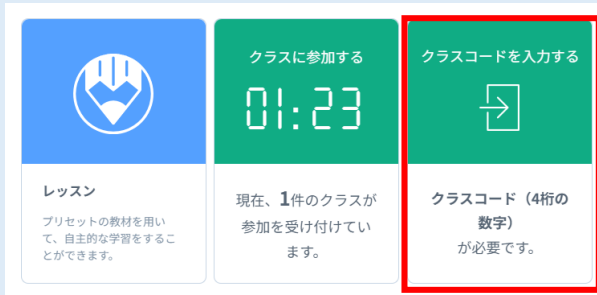 レッスン
プリセットの教材を用い
て、自主的な学習をするこ
とができます。
クラスに参加する
01:23
現在、1件のクラスが
参加を受け付けてい
ます。
クラスコードを入力する
クラスコード（4桁の
数字）
が必要です。